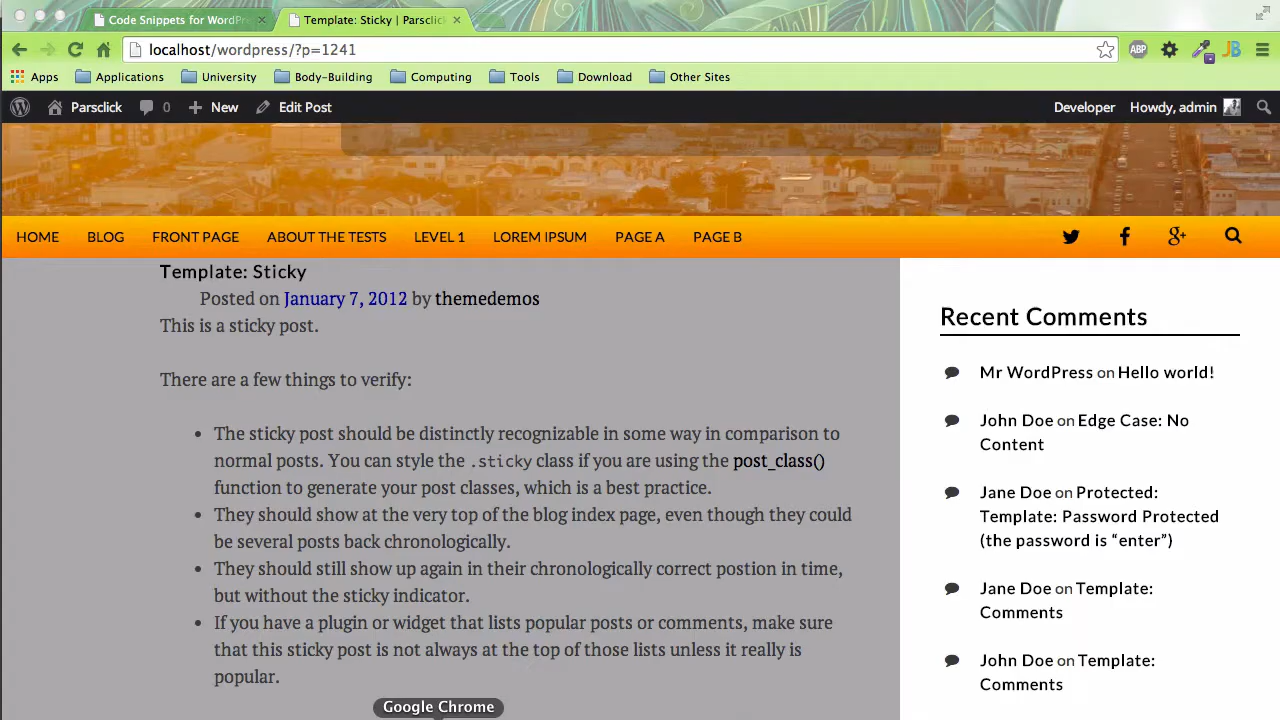 Code Snippets for WordPre
Template: Sticky | Parsclick
localhost/wordpress/?p=1241
ABP
JB
Apps Applications University Body-Building Computing Tools Download Other Sites
Parsclick 0 New Edit Post Developer Howdy, admin
HOME BLOG FRONT PAGE ABOUT THE TESTS LEVEL 1 LOREM IPSUM PAGE A PAGE B
Template: Sticky
Posted on January 7, 2012 by themedemos
This is a sticky post.
There are a few things to verify:
The sticky post should be distinctly recognizable in some way in comparison to
normal posts. You can style the .sticky class if you are using the post_class()
function to generate your post classes, which is a best practice.
They should show at the very top of the blog index page, even though they could
be several posts back chronologically.
They should still show up again in their chronologically correct postion in time,
but without the sticky indicator.
If you have a plugin or widget that lists popular posts or comments, make sure
that this sticky post is not always at the top of those lists unless it really is
popular.
Recent Comments
Mr WordPress on Hello world!
John Doe on Edge Case: No
Content
Jane Doe on Protected:
Template: Password Protected
(the password is “enter”)
Jane Doe on Template:
Comments
John Doe on Template:
Comments
Google Chrome